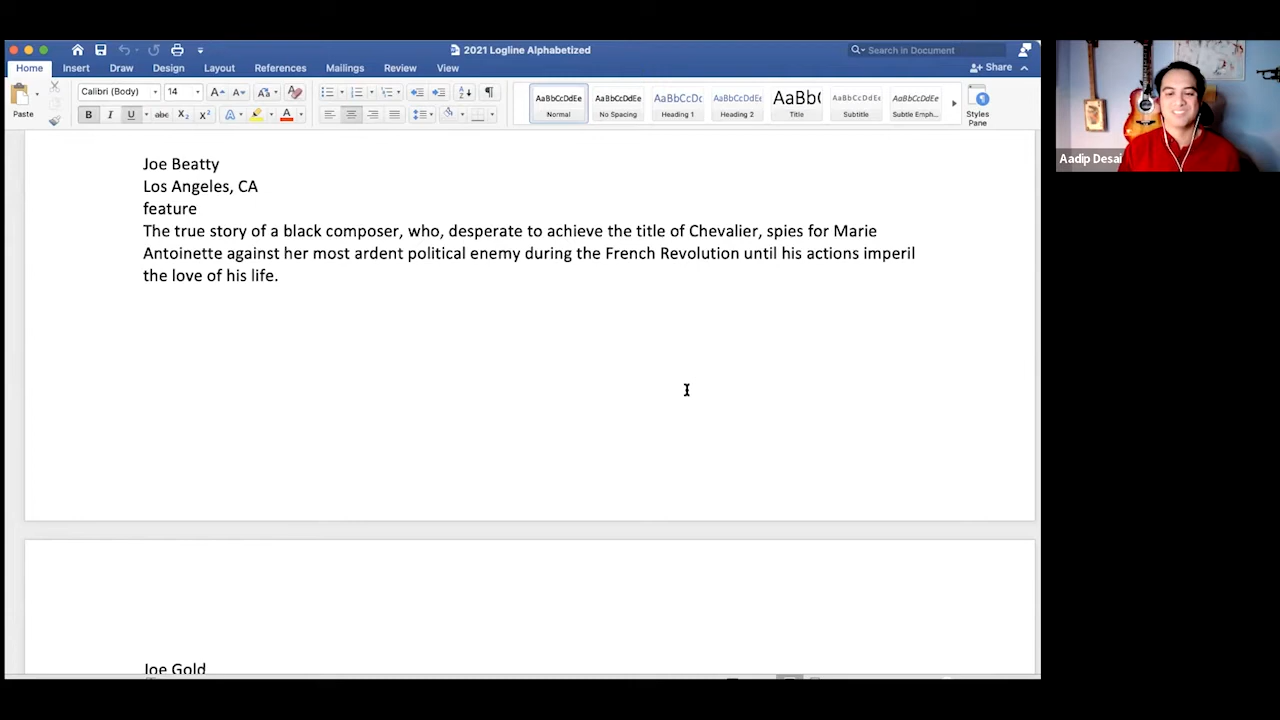 2021 Logline Alphabetized
Search in Document
Home Insert Draw Design Layout References Mailings Review View
Share
Paste
Calibri (Body) 14
AaBbCcDdEe AaBbCcDdEe AaBbCcDc AaBbCcDdEe AaBb( AaBbCcDdEe AaBbCcDdEe
Normal No Spacing Heading 1 Heading 2 Title Subtitle Subtle Emph...
Styles
Pane
Aadip Desai
Joe Beatty
Los Angeles, CA
feature
The true story of a black composer, who, desperate to achieve the title of Chevalier, spies for Marie
Antoinette against her most ardent political enemy during the French Revolution until his actions imperil
the love of his life.
Joe Gold